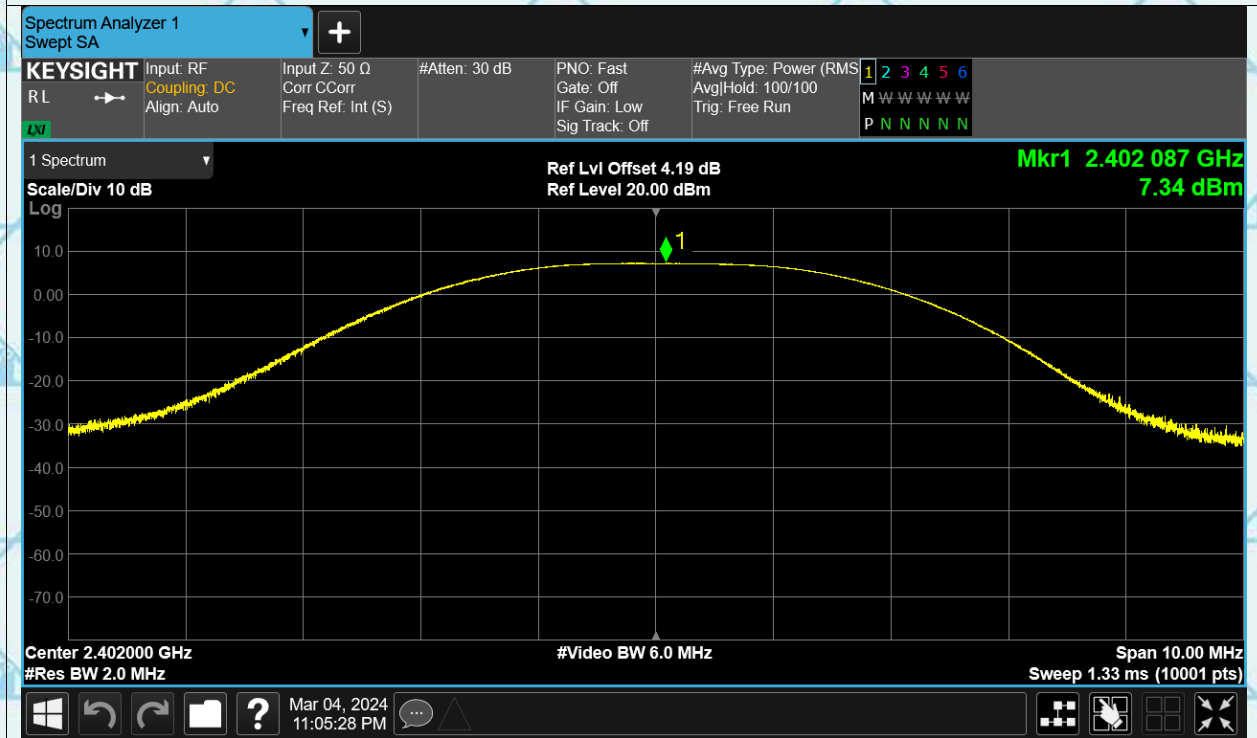 Spectrum Analyzer 1
Swept SA
KEYSIGHT
R L
LXI
Input: RF
Coupling: DC
Align: Auto
Input Z: 50 Ω
Corr CCorr
Freq Ref: Int (S)
#Atten: 30 dB
PNO: Fast
Gate: Off
IF Gain: Low
Sig Track: Off
#Avg Type: Power (RMS
Avg|Hold: 100/100
Trig: Free Run
1 2 3 4 5 6
M W W W W W
P N N N N N
1 Spectrum
Scale/Div 10 dB
Log
Ref Lvl Offset 4.19 dB
Ref Level 20.00 dBm
Mkr1 2.402 087 GHz
7.34 dBm
1
10.0
0.00
-10.0
-20.0
-30.0
-40.0
-50.0
-60.0
-70.0
Center 2.402000 GHz
#Res BW 2.0 MHz
#Video BW 6.0 MHz
Span 10.00 MHz
Sweep 1.33 ms (10001 pts)
?
Mar 04, 2024
11:05:28 PM